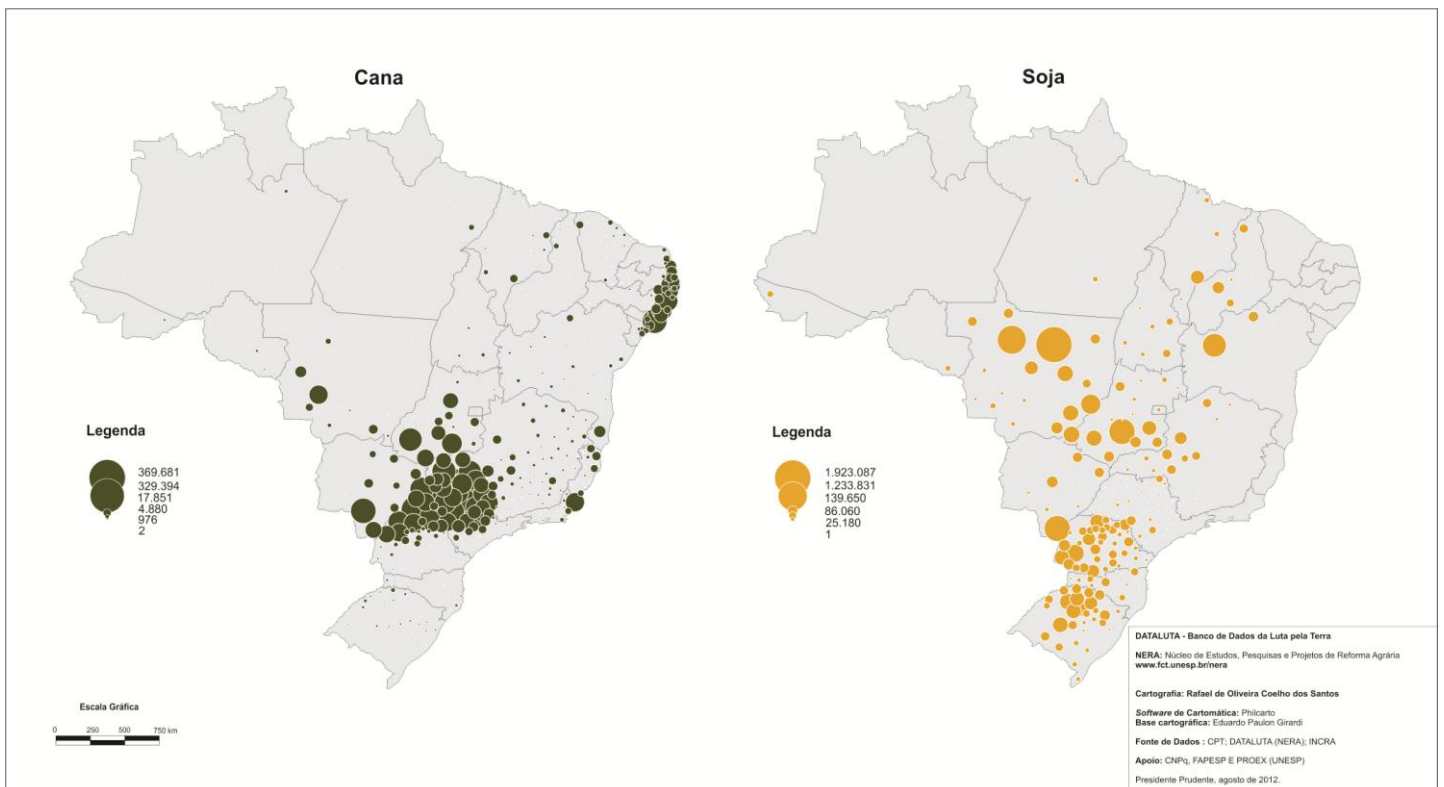 Cana
Legenda
369.681
329.394
17.851
4.880
976
2
Escala Gráfica
0 250 500 750 km
Soja
Legenda
1.923.087
1.233.831
139.650
86.060
25.180
1
DATALUTA - Banco de Dados da Luta pela Terra
NERA: Núcleo de Estudos, Pesquisas e Projetos de Reforma Agrária
www.fct.unesp.br/nera
Cartografia: Rafael de Oliveira Coelho dos Santos
Software de Cartomática: Philcarto
Base cartográfica: Eduardo Paulon Girardi
Fonte de Dados : CPT; DATALUTA (NERA); INCRA
Apoio: CNPq, FAPESP E PROEX (UNESP)
Presidente Prudente, agosto de 2012.